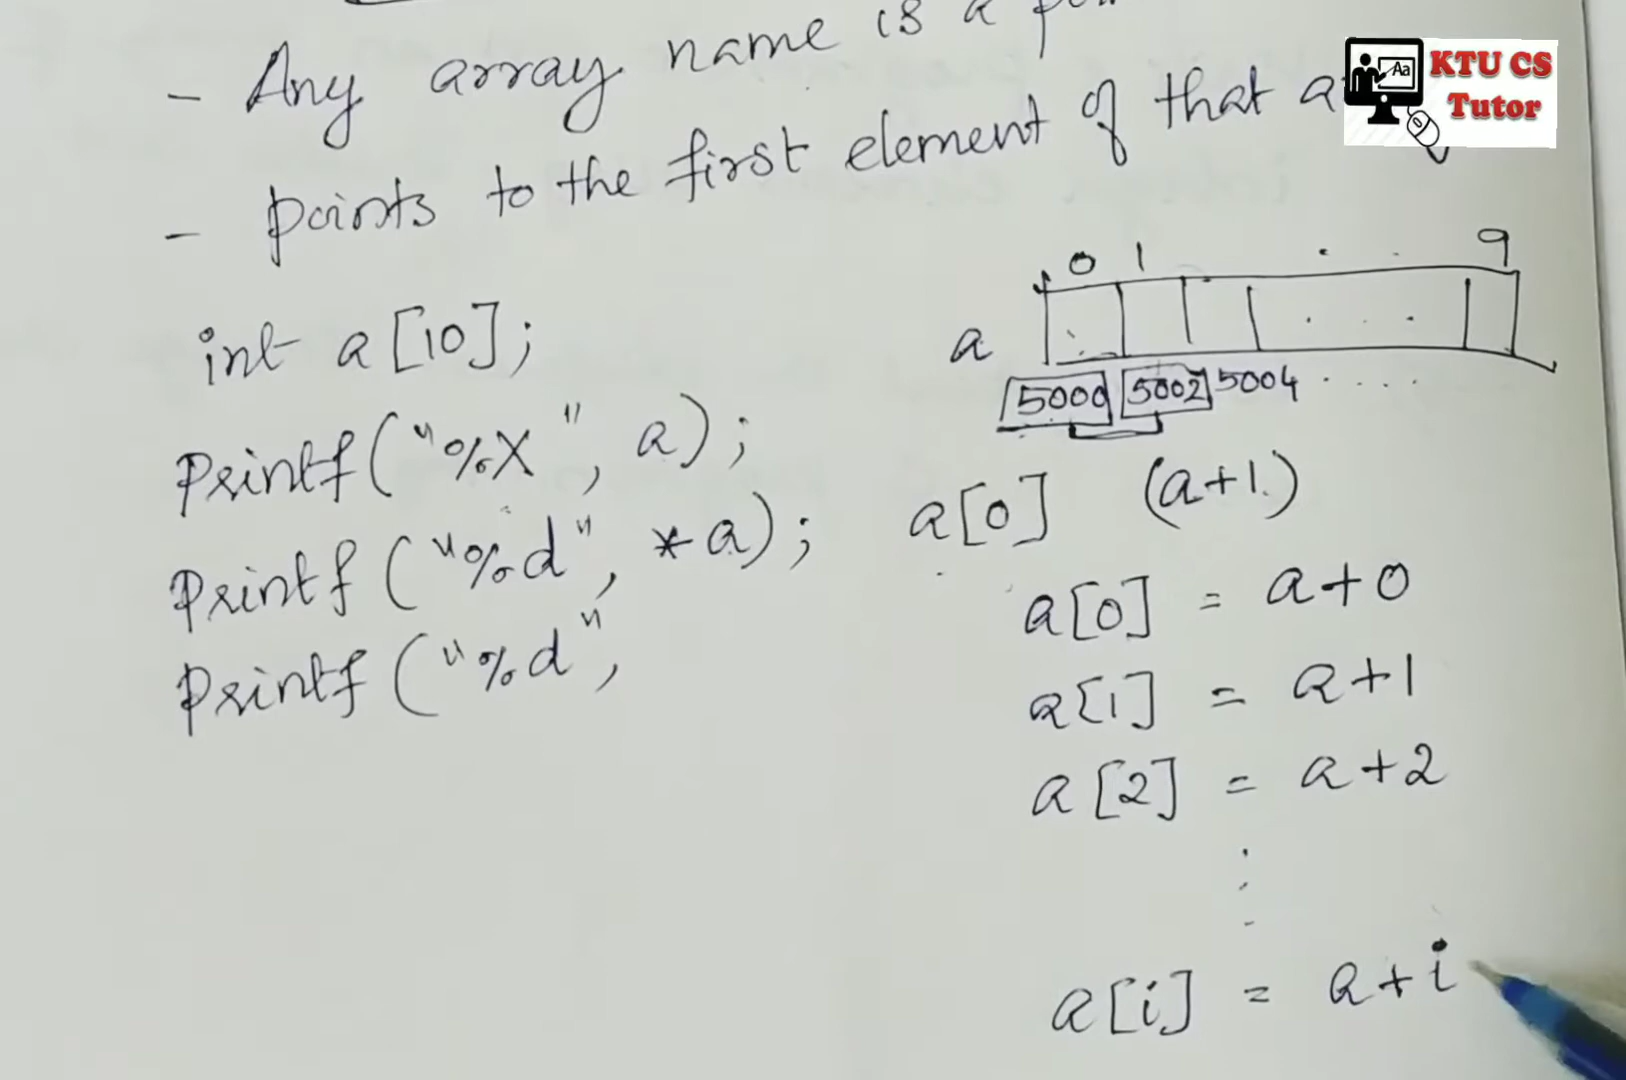 - Any array name is a
- points to the first element of that
KTU CS
Tutor
Aa
int a[10];
printf("%X", a);
printf("%d", *a);
printf("%d",
0 1 . . 9
a
5000 5002 5004 . . . .
a[0] (a+1)
a[0] = a+0
a[1] = a+1
a[2] = a+2
a[i] = a+i